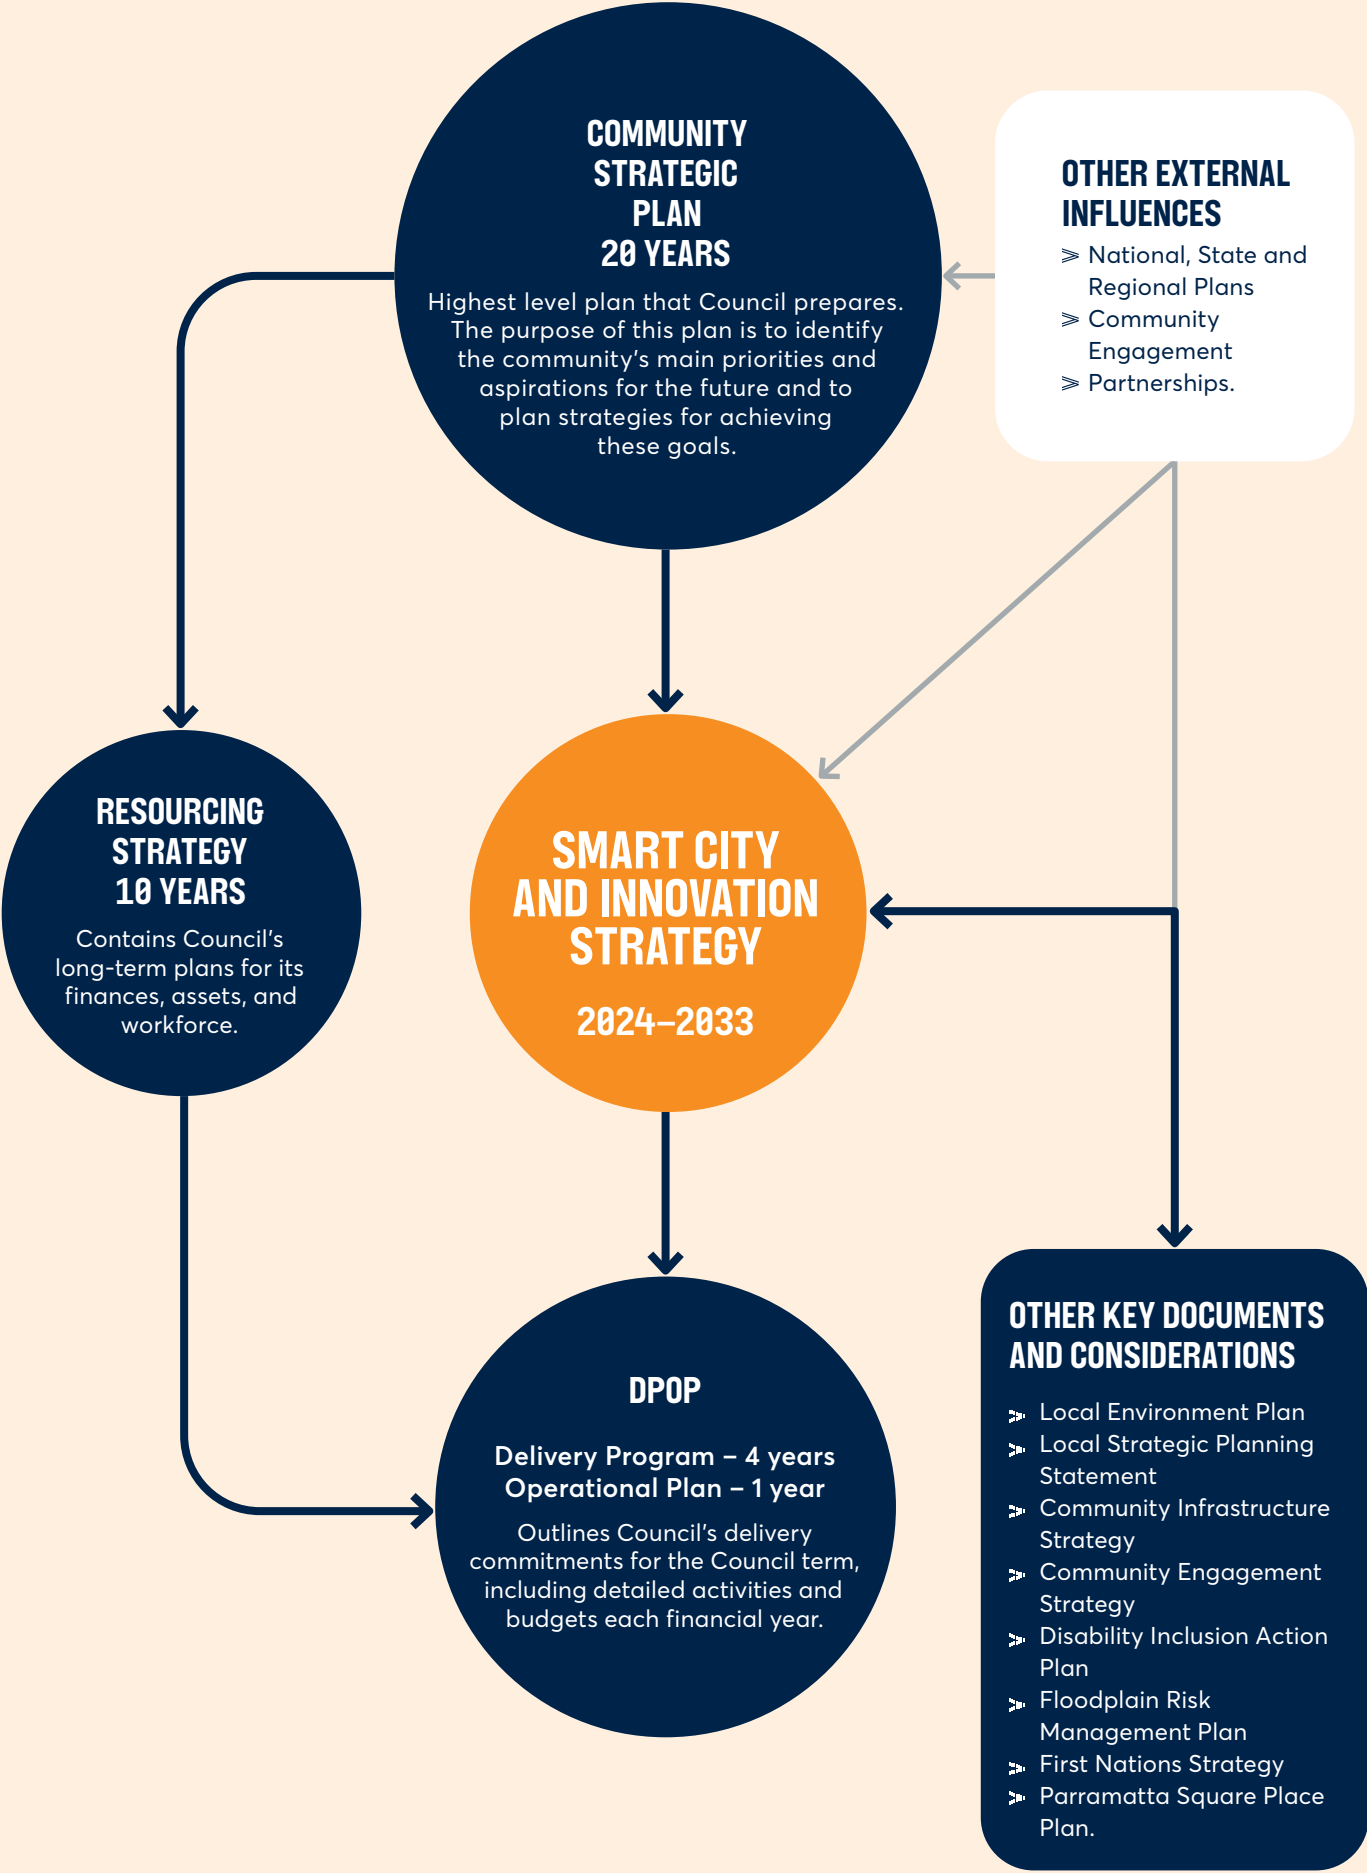 COMMUNITY
STRATEGIC
PLAN
20 YEARS
Highest level plan that Council prepares.
The purpose of this plan is to identify
the community's main priorities and
aspirations for the future and to
plan strategies for achieving
these goals.
OTHER EXTERNAL
INFLUENCES
National, State and
Regional Plans
Community
Engagement
Partnerships.
RESOURCING
STRATEGY
10 YEARS
Contains Council's
long-term plans for its
finances, assets, and
workforce.
SMART CITY
AND INNOVATION
STRATEGY
2024–2033
DPOP
Delivery Program – 4 years
Operational Plan – 1 year
Outlines Council's delivery
commitments for the Council term,
including detailed activities and
budgets each financial year.
OTHER KEY DOCUMENTS
AND CONSIDERATIONS
Local Environment Plan
Local Strategic Planning
Statement
Community Infrastructure
Strategy
Community Engagement
Strategy
Disability Inclusion Action
Plan
Floodplain Risk
Management Plan
First Nations Strategy
Parramatta Square Place
Plan.